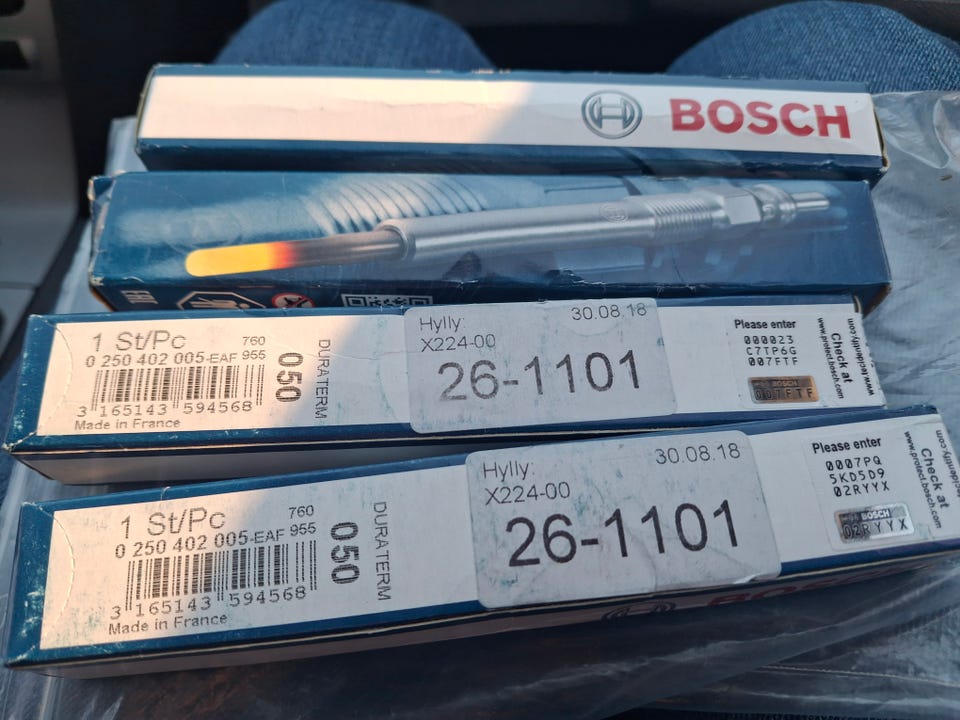 BOSCH
EAC
1 St/Pc
0 250 402 005-EAF
760
955
3 165143 594568
Made in France
050
DURATERM
Hylly:
30.08.18
X224-00
26-1101
Please enter
000023
C7TP6G
007FTF
BOSCH
007FTF
Check at
www.protect.bosch.com
1 St/Pc
0 250 402 005-EAF
760
955
3 165143 594568
Made in France
050
DURATERM
Hylly:
30.08.18
X224-00
26-1101
Please enter
0007PQ
5KD5D9
02RYYX
BOSCH
02RYYX
Check at
www.protect.bosch.com
BOSCH